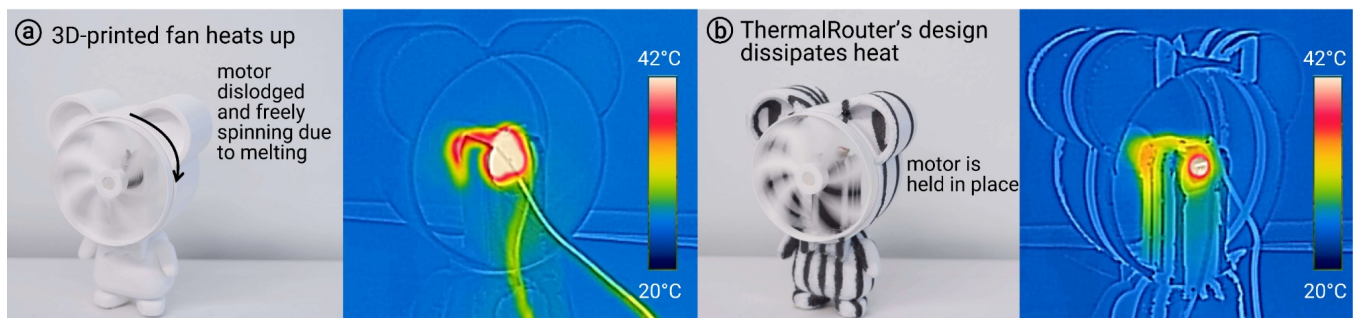 ⓐ 3D-printed fan heats up
motor
dislodged
and freely
spinning due
to melting
42°C
20°C
ⓑ ThermalRouter’s design
dissipates heat
motor is
held in place
42°C
20°C